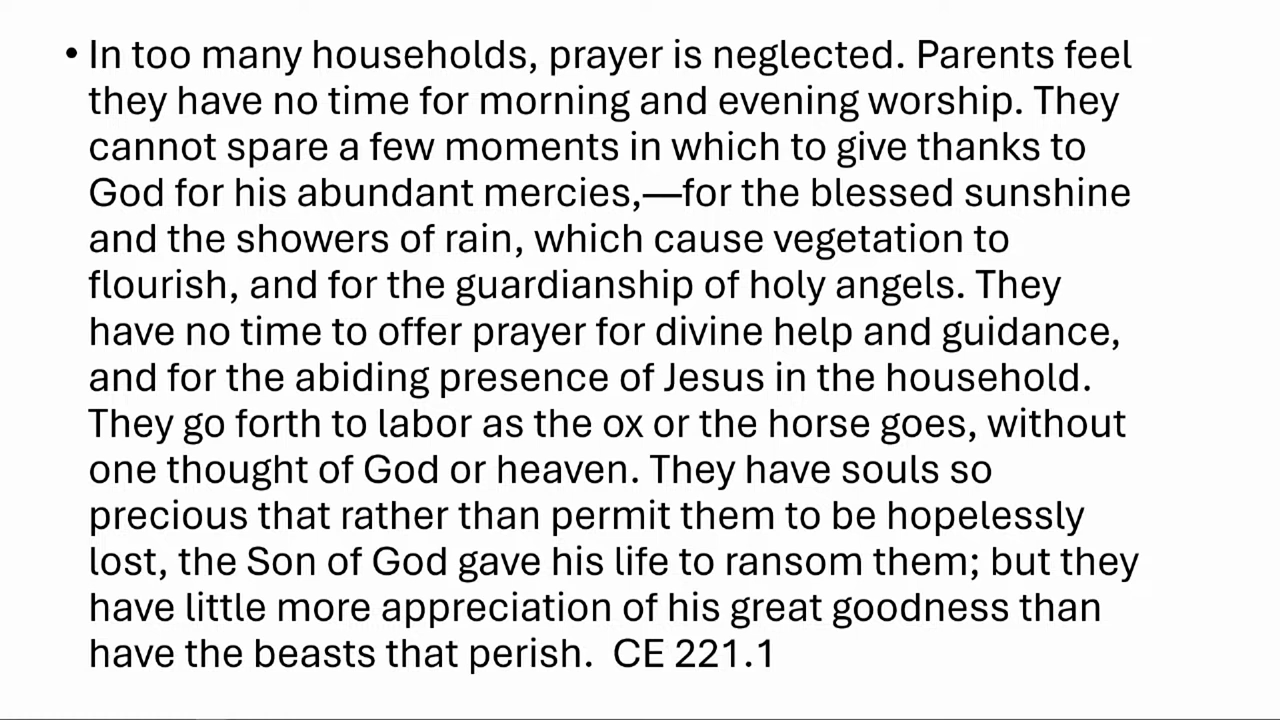 • In too many households, prayer is neglected. Parents feel
they have no time for morning and evening worship. They
cannot spare a few moments in which to give thanks to
God for his abundant mercies,—for the blessed sunshine
and the showers of rain, which cause vegetation to
flourish, and for the guardianship of holy angels. They
have no time to offer prayer for divine help and guidance,
and for the abiding presence of Jesus in the household.
They go forth to labor as the ox or the horse goes, without
one thought of God or heaven. They have souls so
precious that rather than permit them to be hopelessly
lost, the Son of God gave his life to ransom them; but they
have little more appreciation of his great goodness than
have the beasts that perish.  CE 221.1